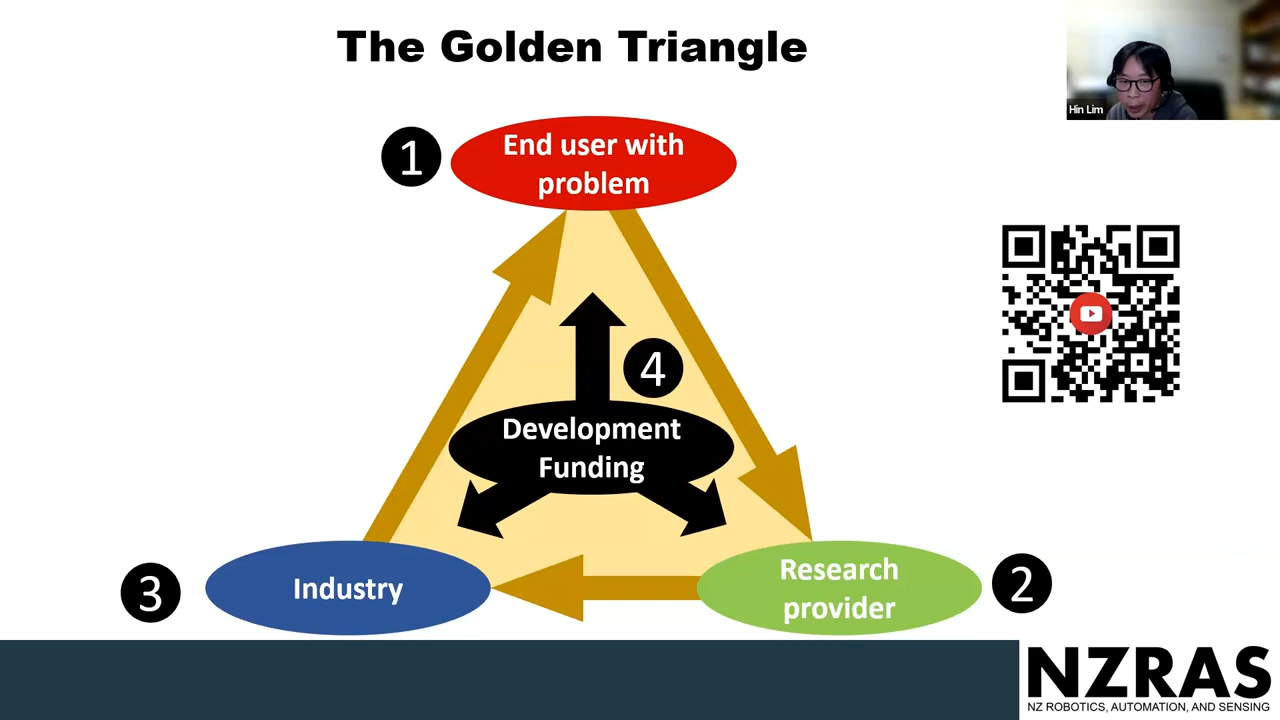 The Golden Triangle
Hin Lim
1
End user with
problem
4
Development
Funding
3
Industry
Research
provider
2
NZRAS
NZ ROBOTICS, AUTOMATION, AND SENSING